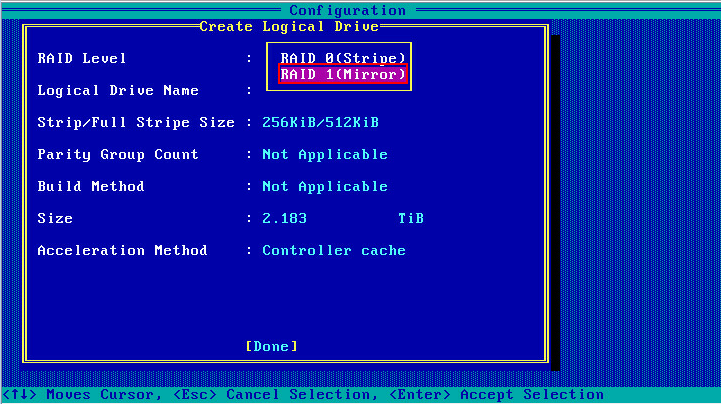 Configuration
Create Logical Drive
RAID Level : RAID 0(Stripe)
RAID 1(Mirror)
Logical Drive Name :
Strip/Full Stripe Size : 256KiB/512KiB
Parity Group Count : Not Applicable
Build Method : Not Applicable
Size : 2.183 TiB
Acceleration Method : Controller cache
[Done]
<↑↓> Moves Cursor, <Esc> Cancel Selection, <Enter> Accept Selection